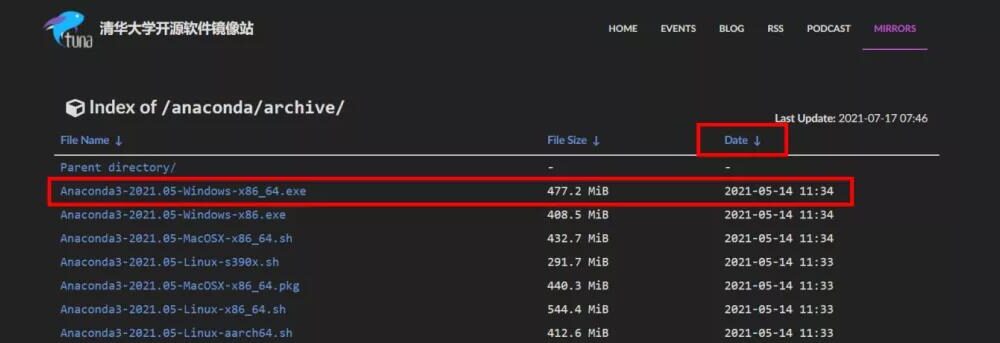 tuna 清华大学开源软件镜像站 HOME EVENTS BLOG RSS PODCAST MIRRORS
Index of /anaconda/archive/
Last Update: 2021-07-17 07:46
File Name ↓ File Size ↓ Date ↓
Parent directory/ - -
Anaconda3-2021.05-Windows-x86_64.exe 477.2 MiB 2021-05-14 11:34
Anaconda3-2021.05-Windows-x86.exe 408.5 MiB 2021-05-14 11:34
Anaconda3-2021.05-MacOSX-x86_64.sh 432.7 MiB 2021-05-14 11:34
Anaconda3-2021.05-Linux-s390x.sh 291.7 MiB 2021-05-14 11:33
Anaconda3-2021.05-MacOSX-x86_64.pkg 440.3 MiB 2021-05-14 11:33
Anaconda3-2021.05-Linux-x86_64.sh 544.4 MiB 2021-05-14 11:33
Anaconda3-2021.05-Linux-aarch64.sh 412.6 MiB 2021-05-14 11:33